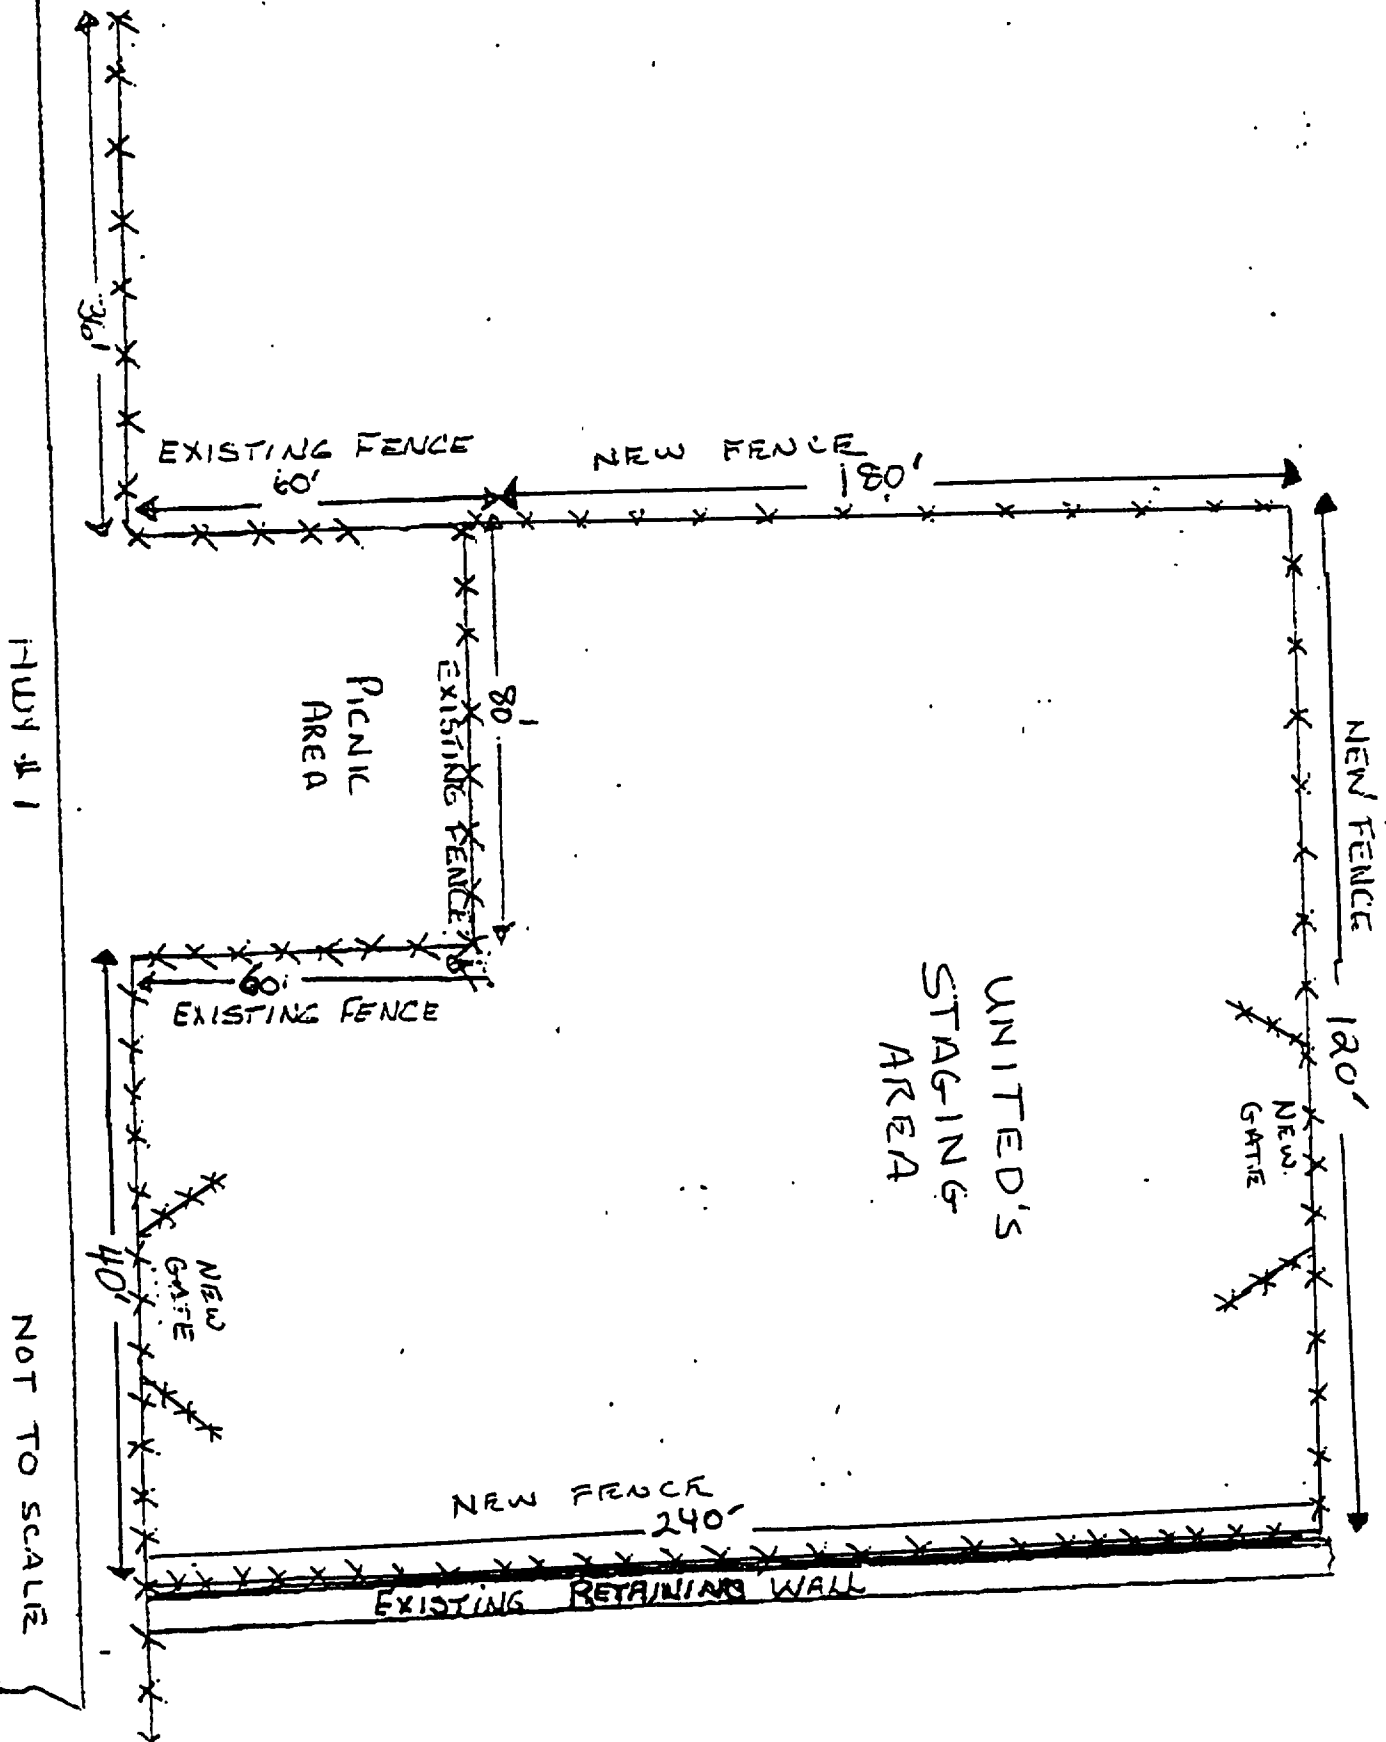 36'
EXISTING FENCE
60'
NEW FENCE
180'
NEW FENCE
120'
80'
EXISTING FENCE
PICNIC
AREA
60'
EXISTING FENCE
UNITED'S
STAGING
AREA
NEW
GATE
NEW
GATE
40'
NEW FENCE
240'
EXISTING RETAINING WALL
HWY #1
NOT TO SCALE